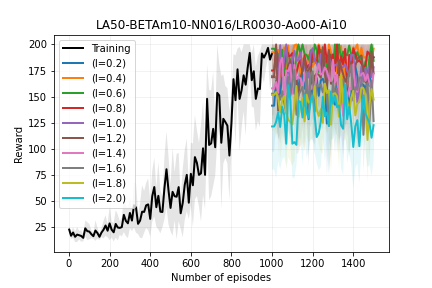 LA50-BETAm10-NN016/LR0030-Ao00-Ai10
Reward
200
175
150
125
100
75
50
25
Training
(l=0.2)
(l=0.4)
(l=0.6)
(l=0.8)
(l=1.0)
(l=1.2)
(l=1.4)
(l=1.6)
(l=1.8)
(l=2.0)
0 200 400 600 800 1000 1200 1400
Number of episodes